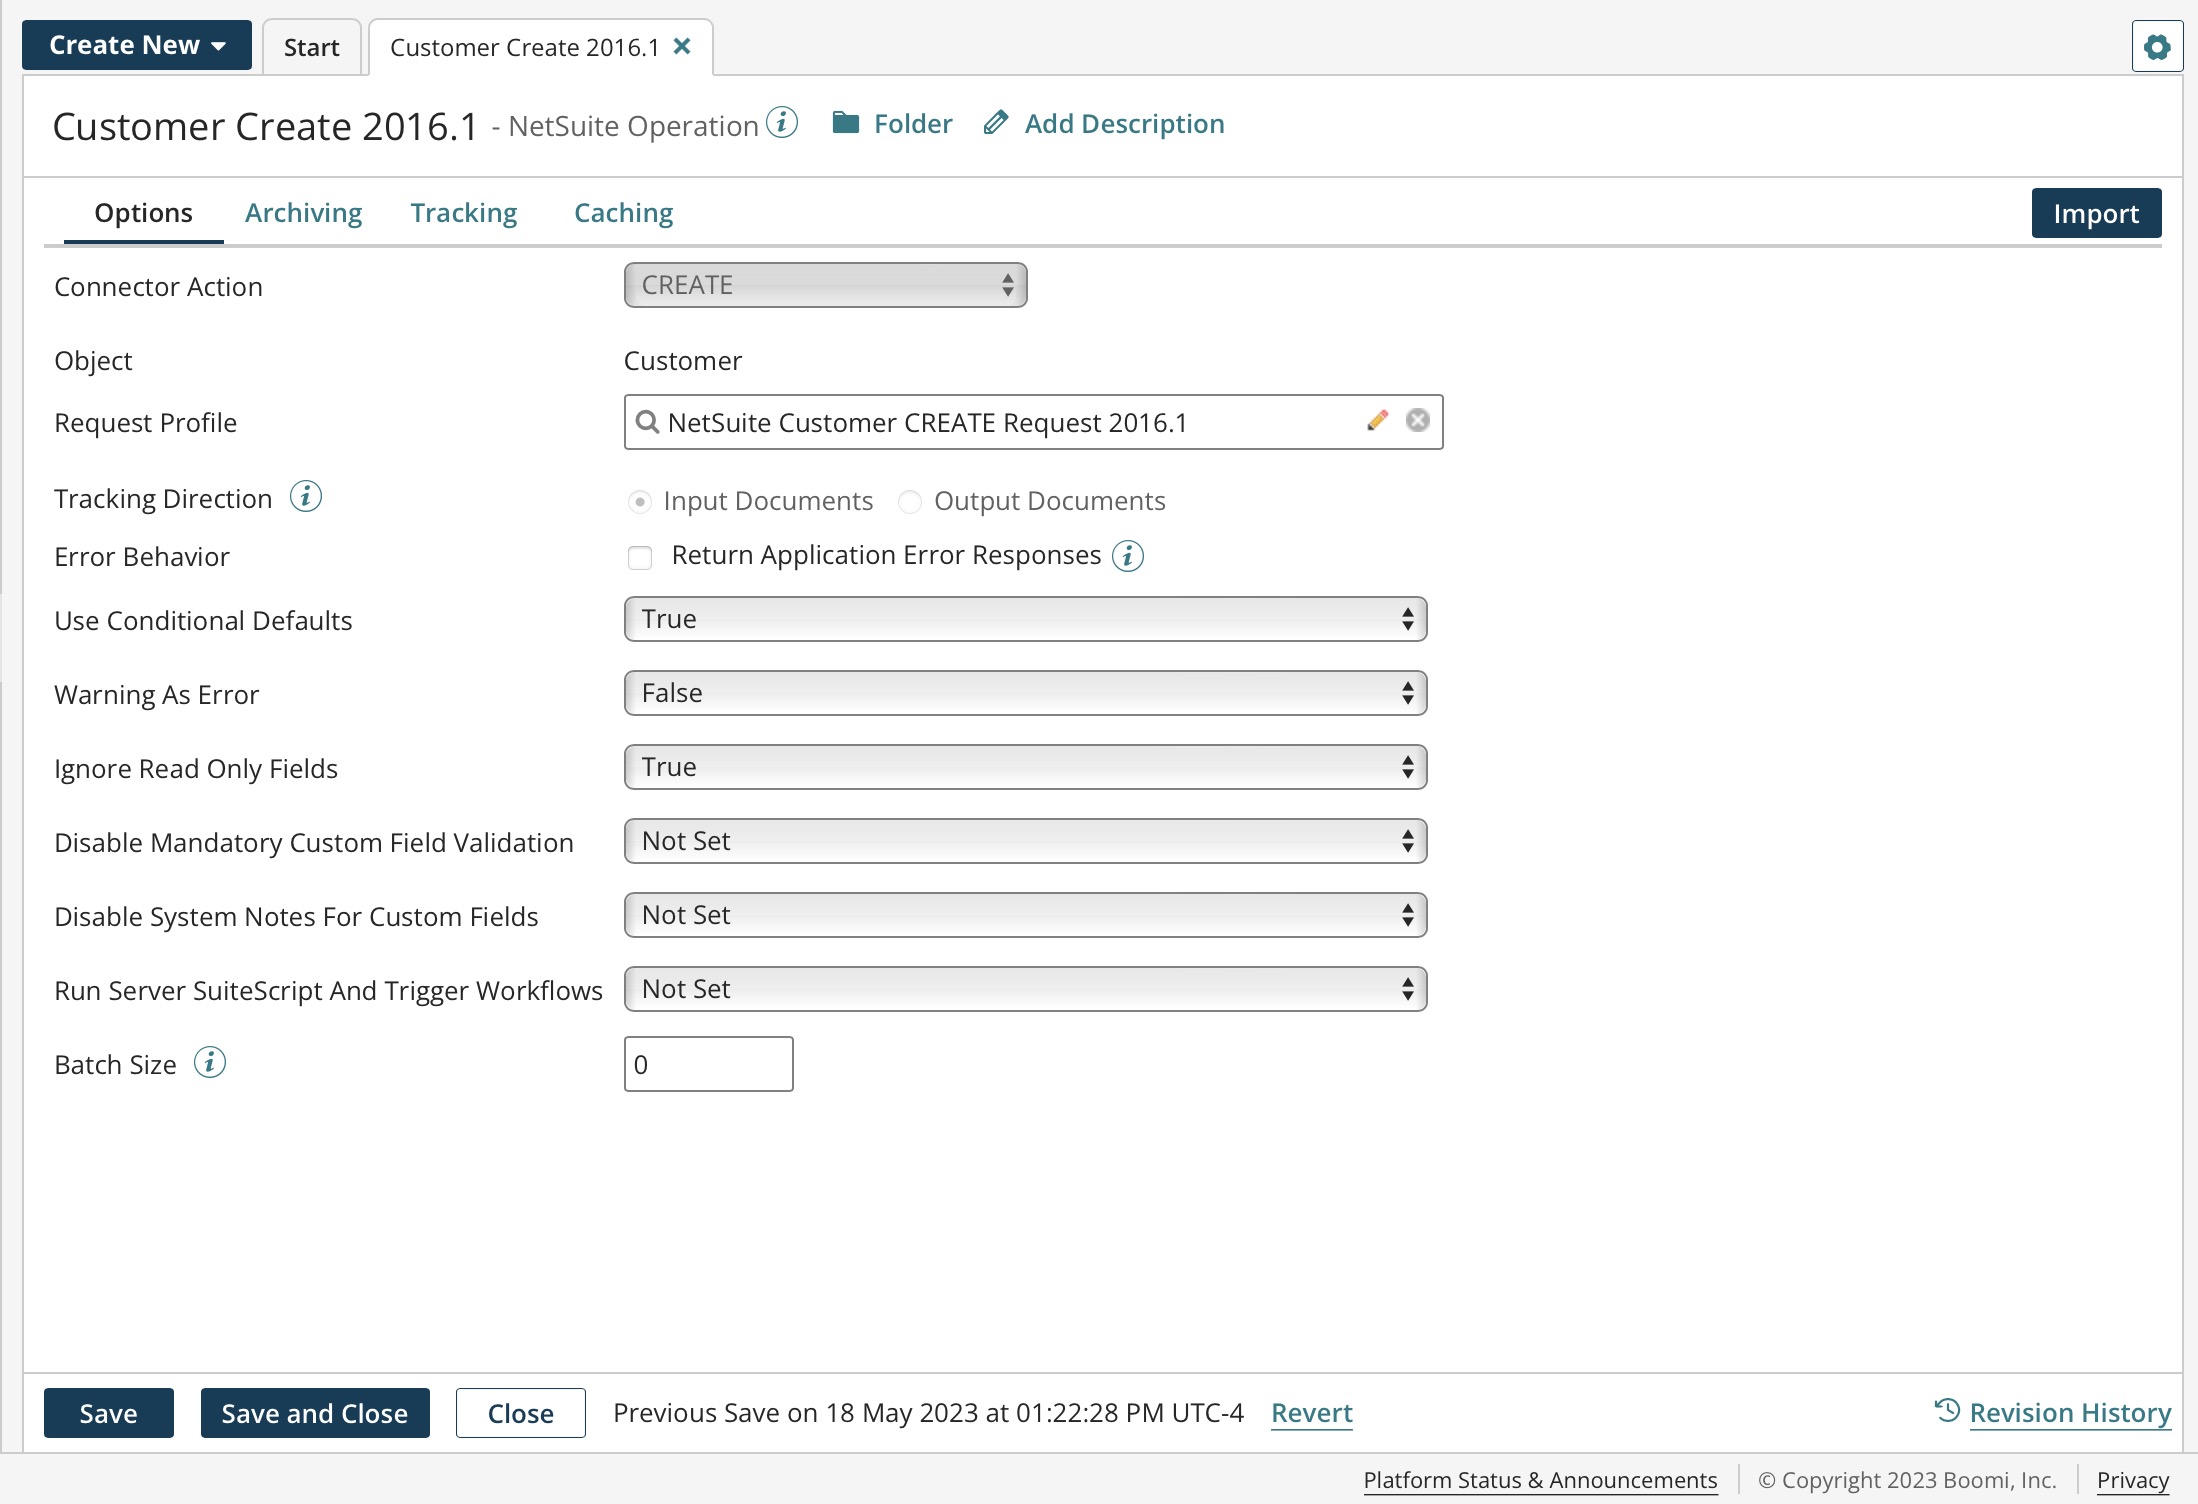 Create New
Start
Customer Create 2016.1
Customer Create 2016.1 - NetSuite Operation Folder Add Description
Options Archiving Tracking Caching Import
Connector Action CREATE
Object Customer
Request Profile NetSuite Customer CREATE Request 2016.1
Tracking Direction Input Documents Output Documents
Error Behavior Return Application Error Responses
Use Conditional Defaults True
Warning As Error False
Ignore Read Only Fields True
Disable Mandatory Custom Field Validation Not Set
Disable System Notes For Custom Fields Not Set
Run Server SuiteScript And Trigger Workflows Not Set
Batch Size 0
Save Save and Close Close Previous Save on 18 May 2023 at 01:22:28 PM UTC-4 Revert Revision History
Platform Status & Announcements © Copyright 2023 Boomi, Inc. Privacy